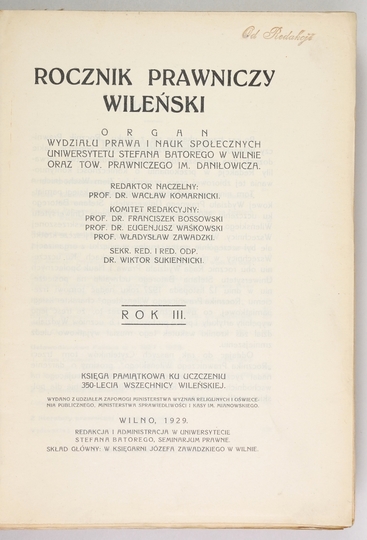 Od Redakcji
ROCZNIK PRAWNICZY
WILEŃSKI
ORGAN
WYDZIAŁU PRAWA I NAUK SPOŁECZNYCH
UNIWERSYTETU STEFANA BATOREGO W WILNIE
ORAZ TOW. PRAWNICZEGO IM. DANIŁOWICZA.
REDAKTOR NACZELNY:
PROF. DR. WACŁAW KOMARNICKI.
KOMITET REDAKCYJNY:
PROF. DR. FRANCISZEK BOSSOWSKI
PROF. DR. EUGENJUSZ WAŚKOWSKI
PROF. WŁADYSŁAW ZAWADZKI.
SEKR. RED. I RED. ODP.
DR. WIKTOR SUKIENNICKI.
ROK III.
KSIĘGA PAMIĄTKOWA KU UCZCZENIU
350-LECIA WSZECHNICY WILEŃSKIEJ.
WYDANO Z UDZIAŁEM ZAPOMOGI MINISTERSTWA WYZNAŃ RELIGIJNYCH I OŚWIECE-
NIA PUBLICZNEGO, MINISTERSTWA SPRAWIEDLIWOŚCI I KASY IM. MIANOWSKIEGO.
WILNO, 1929.
REDAKCJA I ADMINISTRACJA W UNIWERSYTECIE
STEFANA BATOREGO, SEMINARJUM PRAWNE.
SKŁAD GŁÓWNY: W KSIĘGARNI JÓZEFA ZAWADZKIEGO W WILNIE.